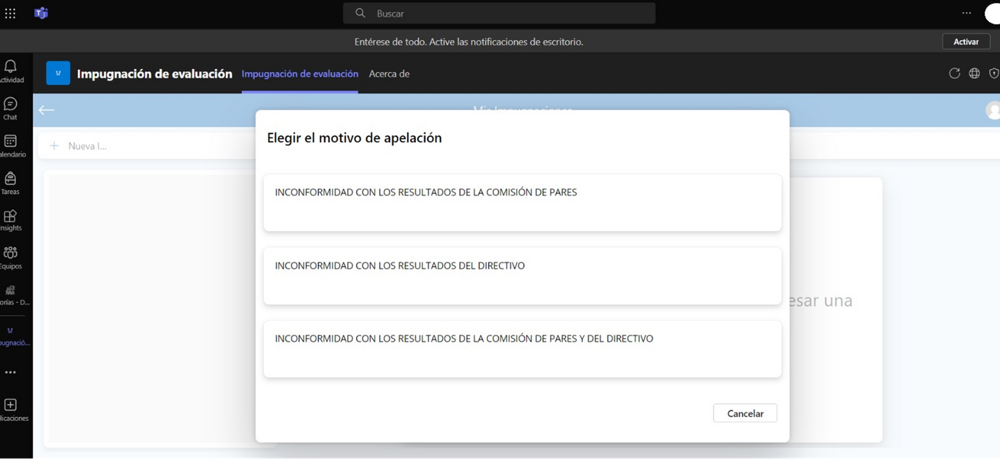 Buscar
Entérese de todo. Active las notificaciones de escritorio.
Activar
Impugnación de evaluación
Impugnación de evaluación
Acerca de
ctividad
Chat
alendario
Tareas
Insights
Equipos
orías - D...
pugnació...
licaciones
Mis Impugnaciones
Nueva I...
Elegir el motivo de apelación
INCONFORMIDAD CON LOS RESULTADOS DE LA COMISIÓN DE PARES
INCONFORMIDAD CON LOS RESULTADOS DEL DIRECTIVO
esar una
INCONFORMIDAD CON LOS RESULTADOS DE LA COMISIÓN DE PARES Y DEL DIRECTIVO
Cancelar